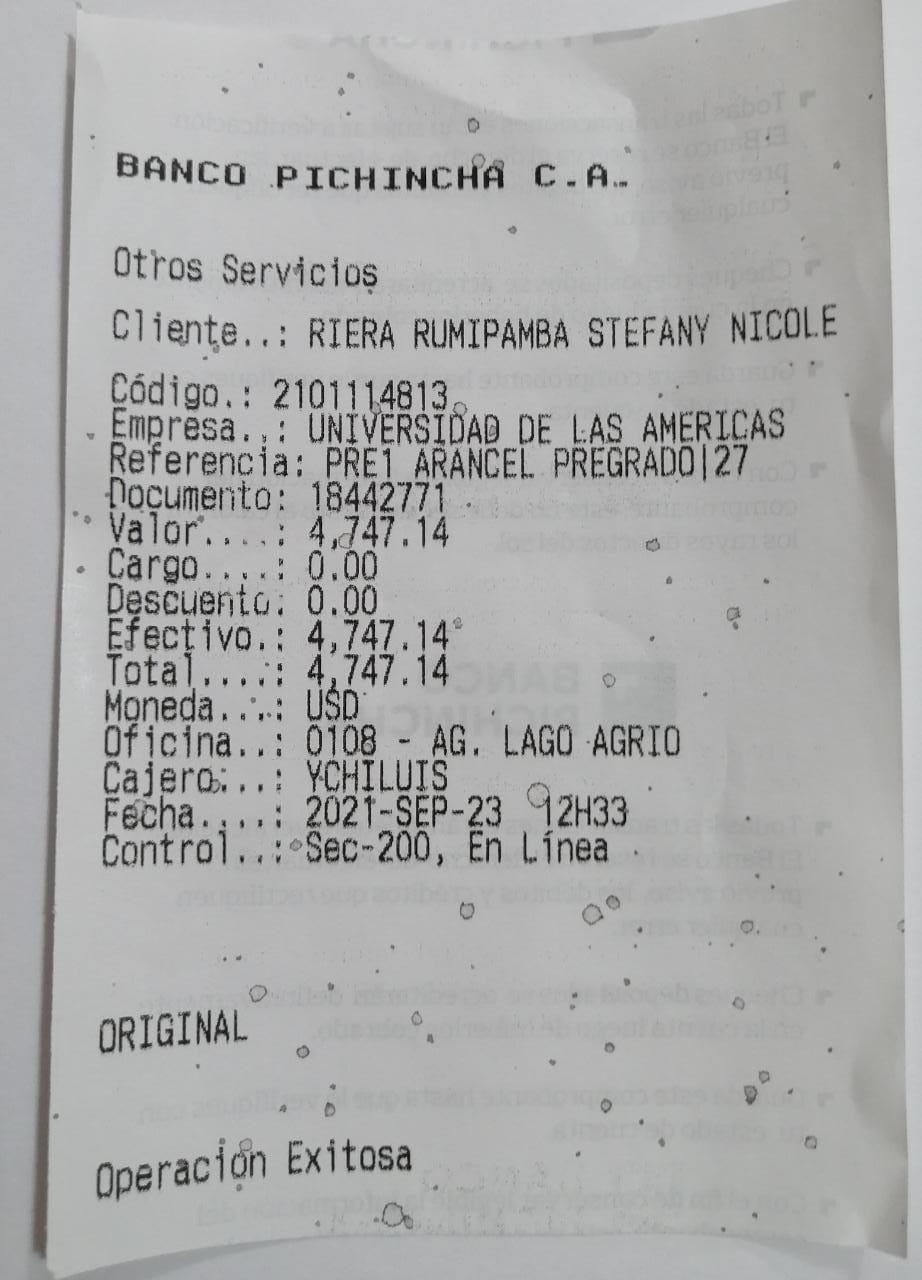 BANCO PICHINCHA C.A.
Otros Servicios
Cliente..: RIERA RUMIPAMBA STEFANY NICOLE
Código.: 2101114813
Empresa..: UNIVERSIDAD DE LAS AMERICAS
Referencia: PRE1 ARANCEL PREGRADO|27
Documento: 18442771
Valor....: 4,747.14
Cargo....: 0.00
Descuento: 0.00
Efectivo.: 4,747.14
Total....: 4,747.14
Moneda...: USD
Oficina..: 0108 - AG. LAGO AGRIO
Cajero...: YCHILUIS
Fecha....: 2021-SEP-23 12H33
Control..: Sec-200, En Línea
ORIGINAL
Operación Exitosa